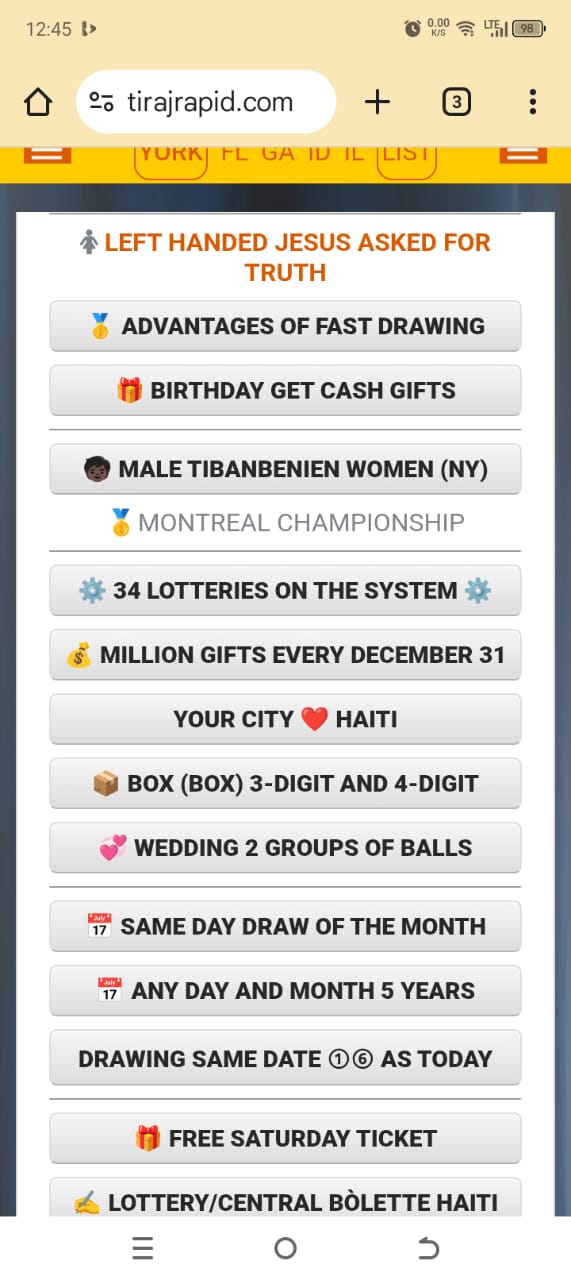 12:45
0.00 K/S LTE 98
tirajrapid.com
3
YORK FL GA ID IL LIST
LEFT HANDED JESUS ASKED FOR
TRUTH
ADVANTAGES OF FAST DRAWING
BIRTHDAY GET CASH GIFTS
MALE TIBANBENIEN WOMEN (NY)
MONTREAL CHAMPIONSHIP
34 LOTTERIES ON THE SYSTEM
MILLION GIFTS EVERY DECEMBER 31
YOUR CITY ❤️ HAITI
BOX (BOX) 3-DIGIT AND 4-DIGIT
WEDDING 2 GROUPS OF BALLS
SAME DAY DRAW OF THE MONTH
ANY DAY AND MONTH 5 YEARS
DRAWING SAME DATE ①⑥ AS TODAY
FREE SATURDAY TICKET
LOTTERY/CENTRAL BÒLETTE HAITI